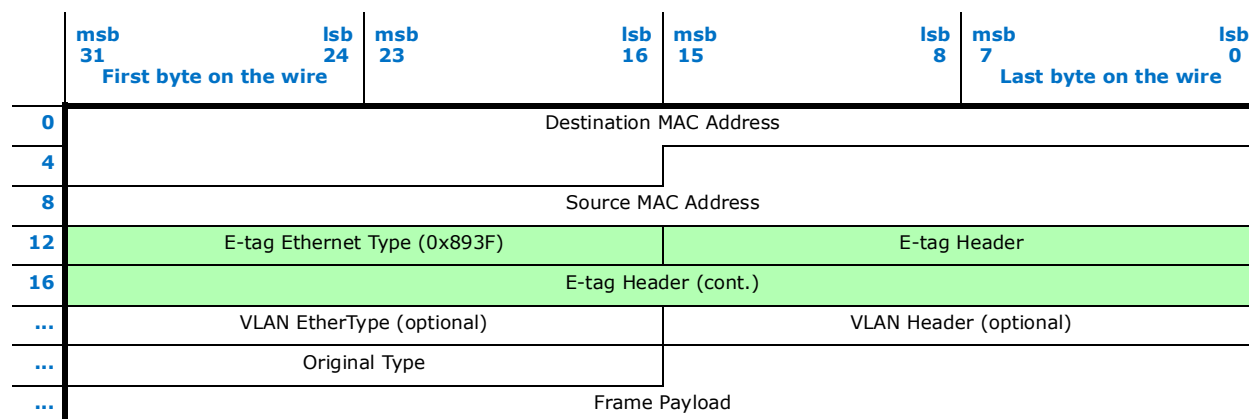 msb lsb msb lsb msb lsb msb lsb
31 24 23 16 15 8 7 0
First byte on the wire Last byte on the wire
0 Destination MAC Address
4
8 Source MAC Address
12 E-tag Ethernet Type (0x893F) E-tag Header
16 E-tag Header (cont.)
... VLAN EtherType (optional) VLAN Header (optional)
... Original Type
... Frame Payload